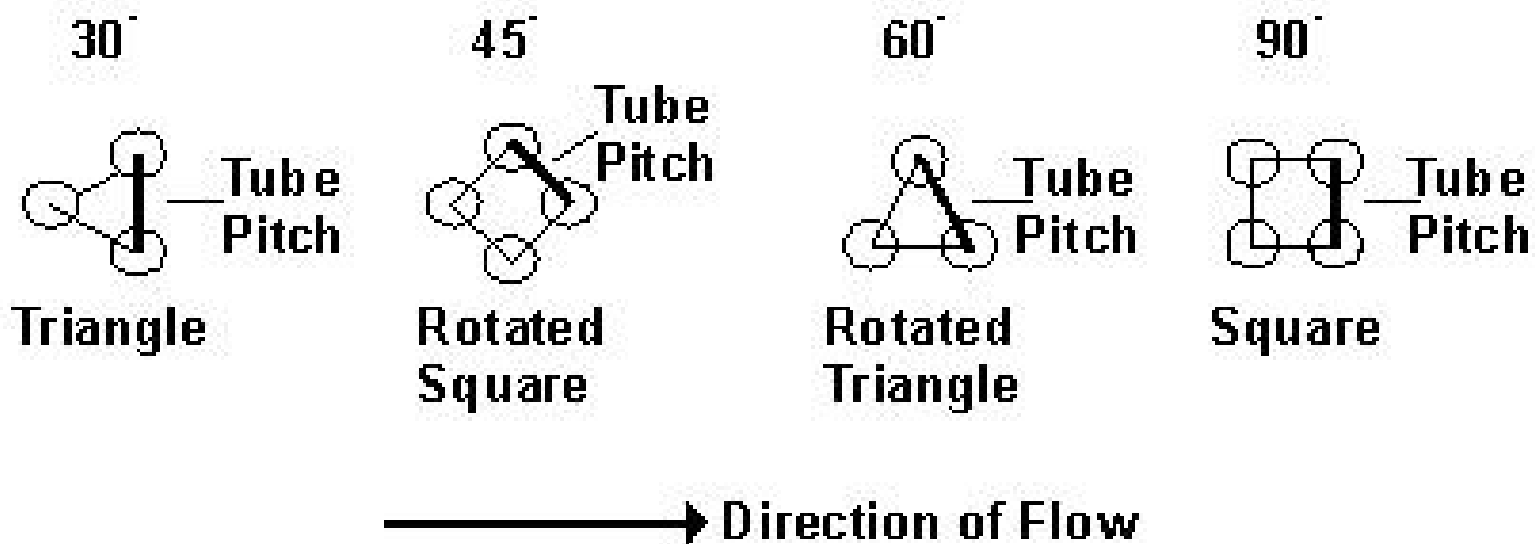 30-
45-
60-
90-
Tube
Pitch
Tube
Pitch
Tube
Pitch
Tube
Pitch
Triangle
Rotated
Square
Rotated
Triangle
Square
Direction of Flow